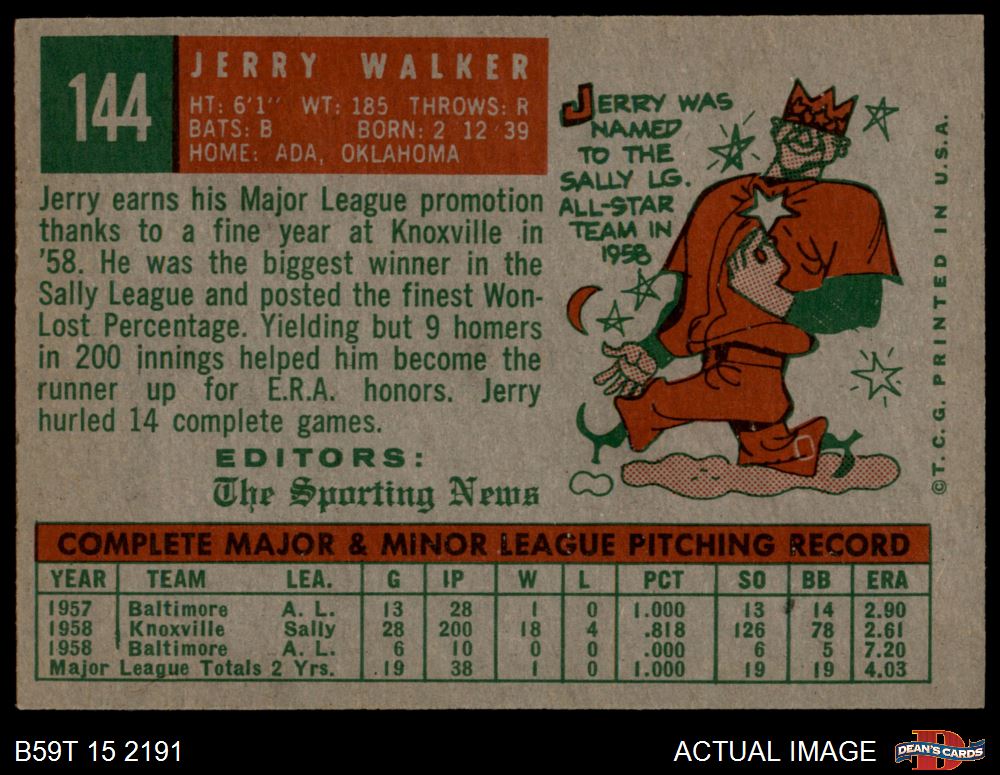 144
JERRY WALKER
HT: 6'1" WT: 185 THROWS: R
BATS: B BORN: 2 12 39
HOME: ADA, OKLAHOMA
Jerry earns his Major League promotion
thanks to a fine year at Knoxville in
'58. He was the biggest winner in the
Sally League and posted the finest Won-
Lost Percentage. Yielding but 9 homers
in 200 innings helped him become the
runner up for E.R.A. honors. Jerry
hurled 14 complete games.
EDITORS:
The Sporting News
JERRY WAS
NAMED
TO THE
SALLY LG.
ALL-STAR
TEAM IN
1958
© T. C. G. PRINTED IN U.S.A.
COMPLETE MAJOR & MINOR LEAGUE PITCHING RECORD
YEAR TEAM LEA. G IP W L PCT SO BB ERA
1957 Baltimore A. L. 13 28 1 0 1.000 13 14 2.90
1958 Knoxville Sally 28 200 18 4 .818 126 78 2.61
1958 Baltimore A. L. 6 10 0 0 .000 6 5 7.20
Major League Totals 2 Yrs. 19 38 1 0 1.000 19 19 4.03
B59T 15 2191
ACTUAL IMAGE
DEAN'S CARDS